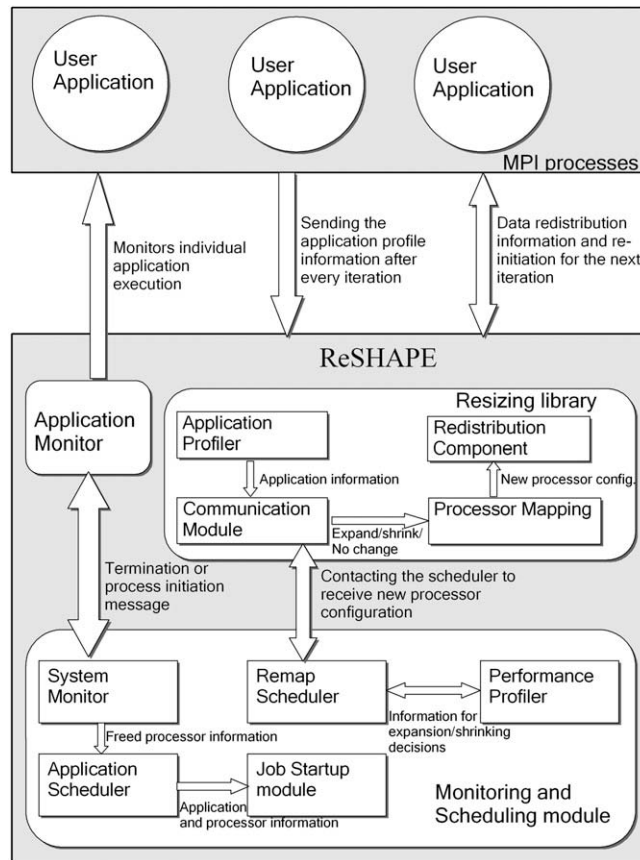 User
Application
User
Application
User
Application
MPI processes
Monitors individual
application
execution
Sending the
application profile
information after
every iteration
Data redistribution
information and re-
initiation for the next
iteration
ReSHAPE
Application
Monitor
Resizing library
Application
Profiler
Redistribution
Component
Application information
New processor config.
Communication
Module
Expand/shrink/
No change
Processor Mapping
Termination or
process initiation
message
Contacting the scheduler to
receive new processor
configuration
System
Monitor
Remap
Scheduler
Performance
Profiler
Freed processor information
Information for
expansion/shrinking
decisions
Application
Scheduler
Job Startup
module
Application
and processor information
Monitoring and
Scheduling module